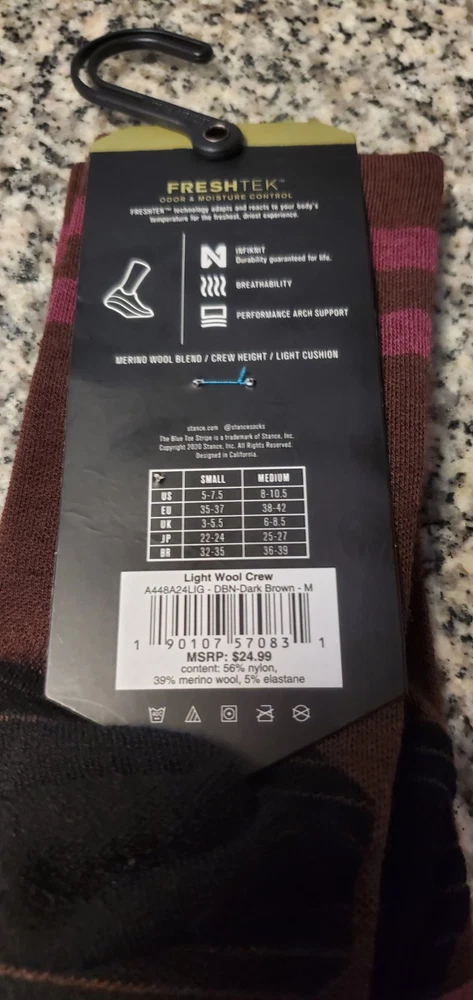 FRESHTEK™
ODOR & MOISTURE CONTROL
FRESHTEK™ technology adapts and reacts to your body's
temperature for the freshest, driest experience.
INFIKNIT
Durability guaranteed for life.
BREATHABILITY
PERFORMANCE ARCH SUPPORT
MERINO WOOL BLEND / CREW HEIGHT / LIGHT CUSHION
stance.com @stancesocks
The Blue Toe Stripe is a trademark of Stance, Inc.
Copyright 2020 Stance, Inc. All Rights Reserved.
Designed in California.
SMALL MEDIUM
US 5-7.5 8-10.5
EU 35-37 38-42
UK 3-5.5 6-8.5
JP 22-24 25-27
BR 32-35 36-39
Light Wool Crew
A448A24LIG - DBN-Dark Brown - M
1 90107 57083 1
MSRP: $24.99
content: 56% nylon,
39% merino wool, 5% elastane